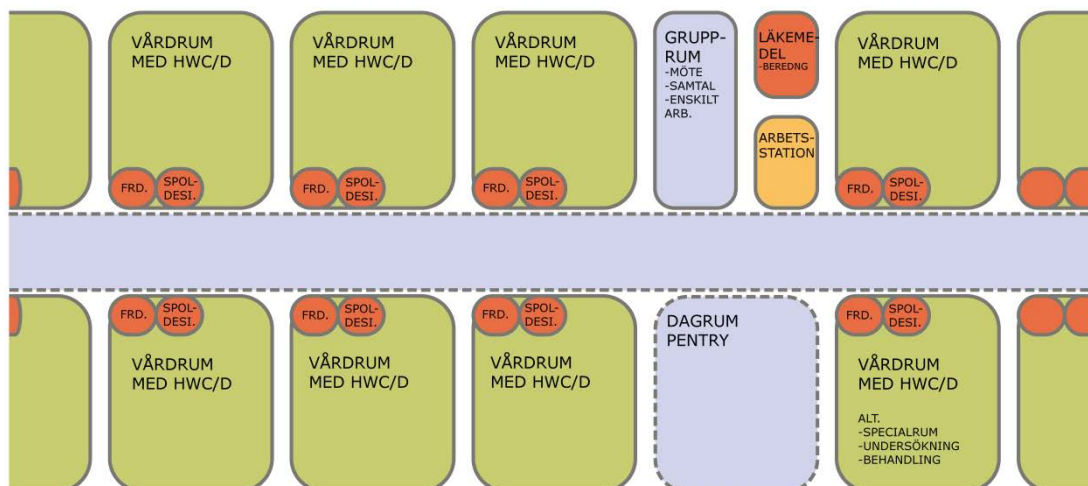 VÅRDRUM
MED HWC/D
FRD.
SPOL-
DESI.
VÅRDRUM
MED HWC/D
FRD.
SPOL-
DESI.
VÅRDRUM
MED HWC/D
FRD.
SPOL-
DESI.
GRUPP-
RUM
-MÖTE
-SAMTAL
-ENSKILT
ARB.
LÄKEME-
DEL
-BEREDNG
ARBETS-
STATION
VÅRDRUM
MED HWC/D
FRD.
SPOL-
DESI.
FRD.
SPOL-
DESI.
VÅRDRUM
MED HWC/D
FRD.
SPOL-
DESI.
VÅRDRUM
MED HWC/D
FRD.
SPOL-
DESI.
VÅRDRUM
MED HWC/D
DAGRUM
PENTRY
FRD.
SPOL-
DESI.
VÅRDRUM
MED HWC/D
ALT.
-SPECIALRUM
-UNDERSÖKNING
-BEHANDLING